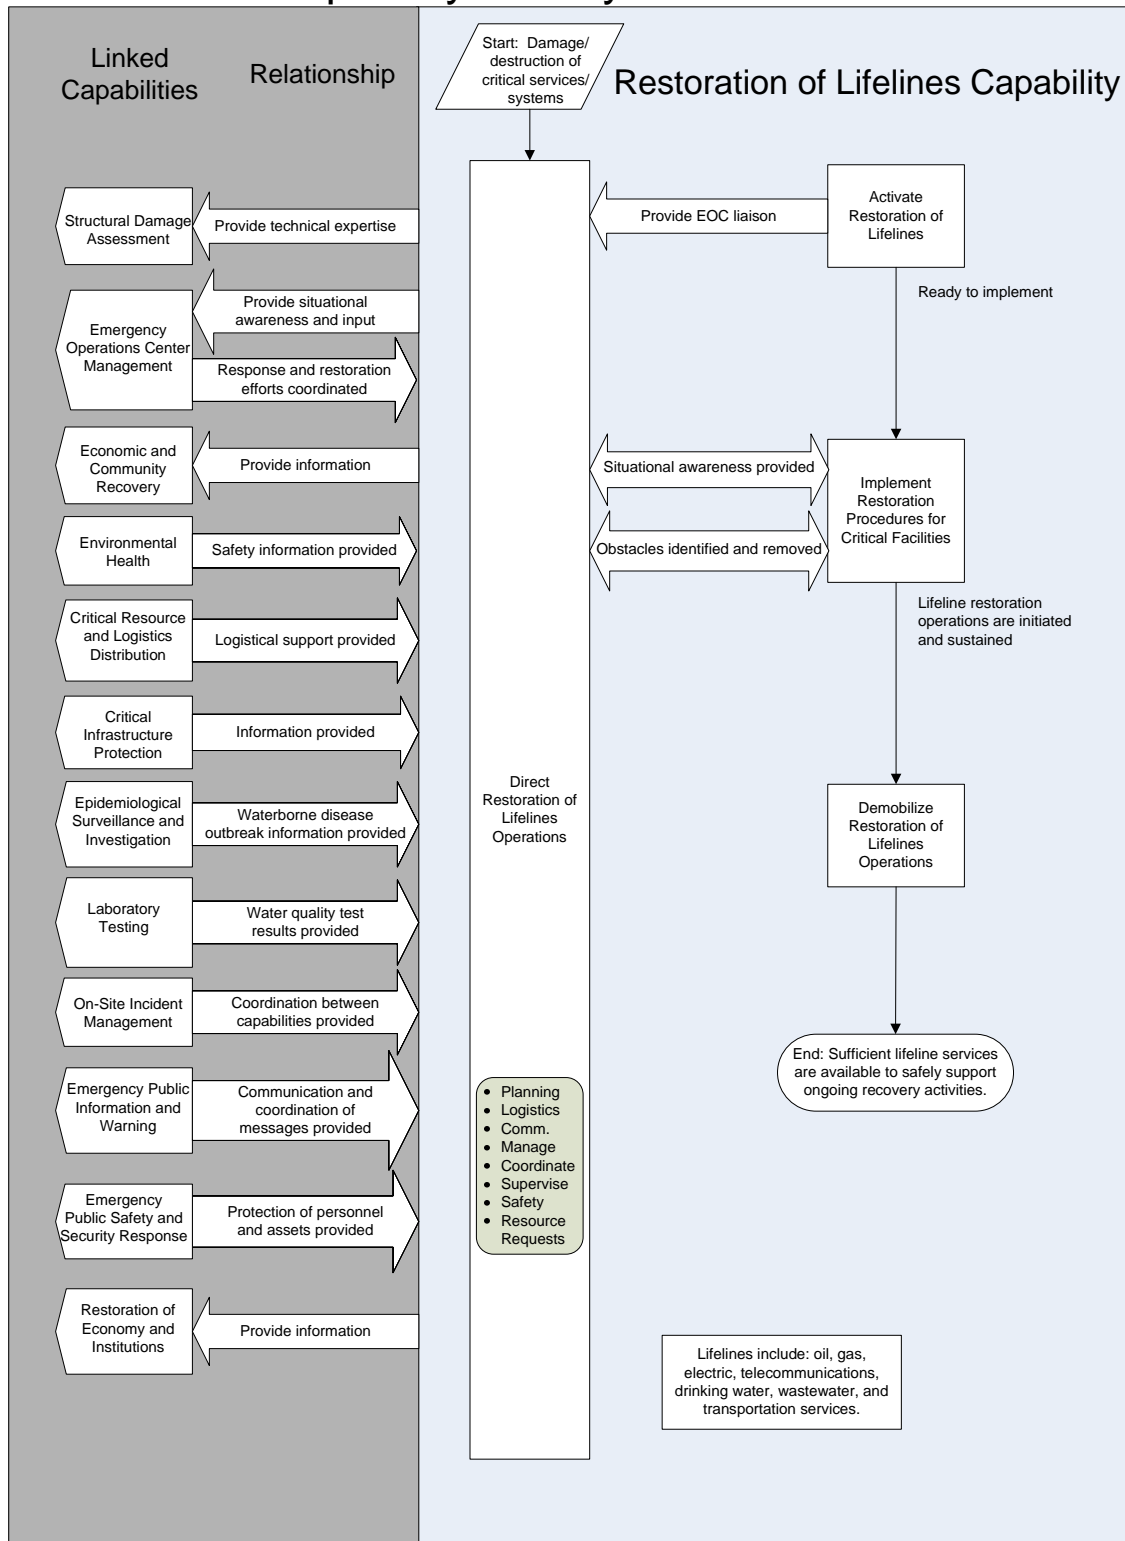 Linked
Capabilities
Relationship
Start: Damage/
destruction of
critical services/
systems
Restoration of Lifelines Capability
Structural Damage
Assessment
Provide technical expertise
Emergency
Operations Center
Management
Provide situational
awareness and input
Response and restoration
efforts coordinated
Economic and
Community
Recovery
Provide information
Environmental
Health
Safety information provided
Critical Resource
and Logistics
Distribution
Logistical support provided
Critical
Infrastructure
Protection
Information provided
Epidemiological
Surveillance and
Investigation
Waterborne disease
outbreak information provided
Laboratory
Testing
Water quality test
results provided
On-Site Incident
Management
Coordination between
capabilities provided
Emergency Public
Information and
Warning
Communication and
coordination of
messages provided
Emergency
Public Safety and
Security Response
Protection of personnel
and assets provided
Restoration of
Economy and
Institutions
Provide information
Direct
Restoration of
Lifelines
Operations
• Planning
• Logistics
• Comm.
• Manage
• Coordinate
• Supervise
• Safety
• Resource
Requests
Provide EOC liaison
Activate
Restoration of
Lifelines
Ready to implement
Situational awareness provided
Obstacles identified and removed
Implement
Restoration
Procedures for
Critical Facilities
Lifeline restoration
operations are initiated
and sustained
Demobilize
Restoration of
Lifelines
Operations
End: Sufficient lifeline services
are available to safely support
ongoing recovery activities.
Lifelines include: oil, gas,
electric, telecommunications,
drinking water, wastewater, and
transportation services.